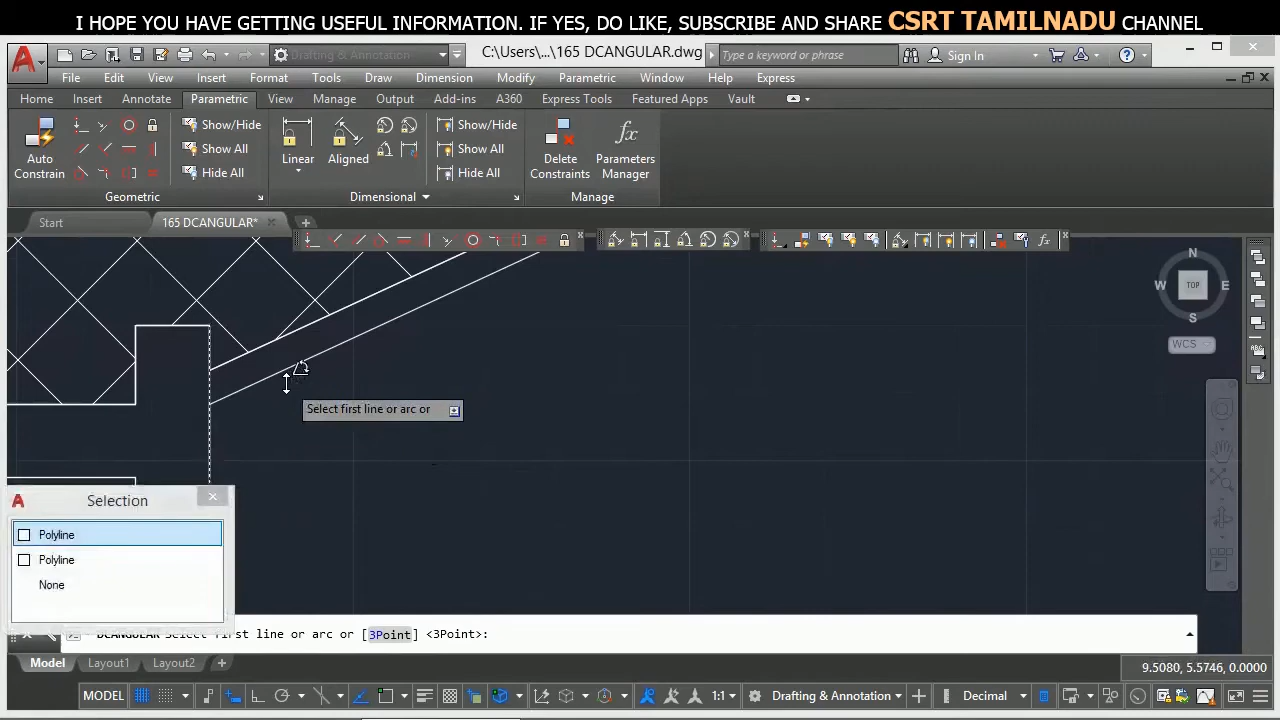 I HOPE YOU HAVE GETTING USEFUL INFORMATION. IF YES, DO LIKE, SUBSCRIBE AND SHARE CSRT TAMILNADU CHANNEL
Drafting & Annotation
C:\Users\...\165 DCANGULAR.dwg
Type a keyword or phrase
Sign In
File Edit View Insert Format Tools Draw Dimension Modify Parametric Window Help Express
Home Insert Annotate Parametric View Manage Output Add-ins A360 Express Tools Featured Apps Vault
Auto Constrain
Show/Hide
Show All
Hide All
Geometric
Linear
Aligned
Show/Hide
Show All
Hide All
Dimensional
Delete Constraints
Parameters Manager
Manage
Start
165 DCANGULAR*
N
W TOP E
S
WCS
Select first line or arc or
Selection
Polyline
Polyline
None
DCANGULAR Select first line or arc or [3Point] <3Point>:
Model Layout1 Layout2
9.5080, 5.5746, 0.0000
MODEL
1:1
Drafting & Annotation
Decimal